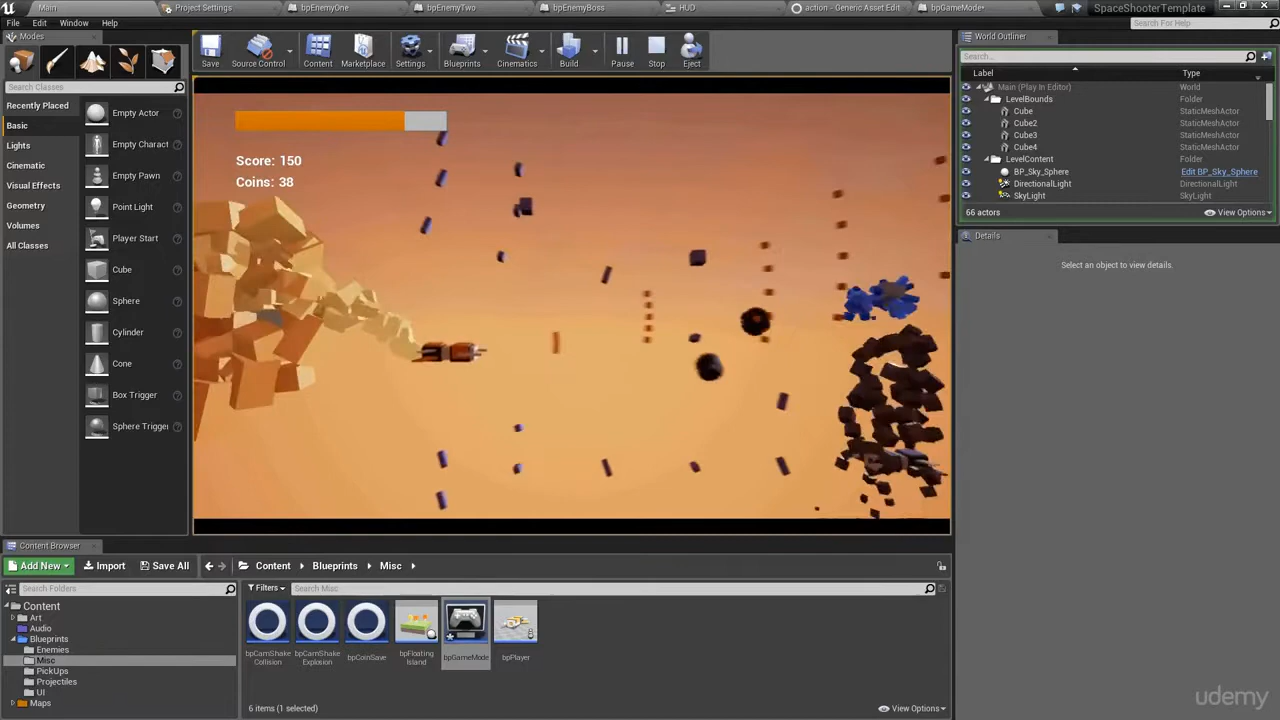 Main
Project Settings
bpEnemyOne
bpEnemyTwo
bpEnemyBoss
HUD
action - Generic Asset Edit
bpGameMode*
SpaceShooterTemplate
File Edit Window Help
Search For Help
Modes
Save
Source Control
Content
Marketplace
Settings
Blueprints
Cinematics
Build
Pause
Stop
Eject
World Outliner
Search Classes
Search...
Label Type
Recently Placed
Basic
Lights
Cinematic
Visual Effects
Geometry
Volumes
All Classes
Empty Actor
Empty Charact
Empty Pawn
Point Light
Player Start
Cube
Sphere
Cylinder
Cone
Box Trigger
Sphere Trigger
Score: 150
Coins: 38
Main (Play In Editor) World
LevelBounds Folder
Cube StaticMeshActor
Cube2 StaticMeshActor
Cube3 StaticMeshActor
Cube4 StaticMeshActor
LevelContent Folder
BP_Sky_Sphere Edit BP_Sky_Sphere
DirectionalLight DirectionalLight
SkyLight SkyLight
66 actors View Options
Details
Select an object to view details.
Content Browser
Add New Import Save All Content Blueprints Misc
Search Folders
Filters Search Misc
Content
Art
Audio
Blueprints
Enemies
Misc
PickUps
Projectiles
UI
Maps
bpCamShake
Collision
bpCamShake
Explosion
bpCoinSave
bpFloating
Island
bpGameMode
bpPlayer
6 items (1 selected) View Options
udemy